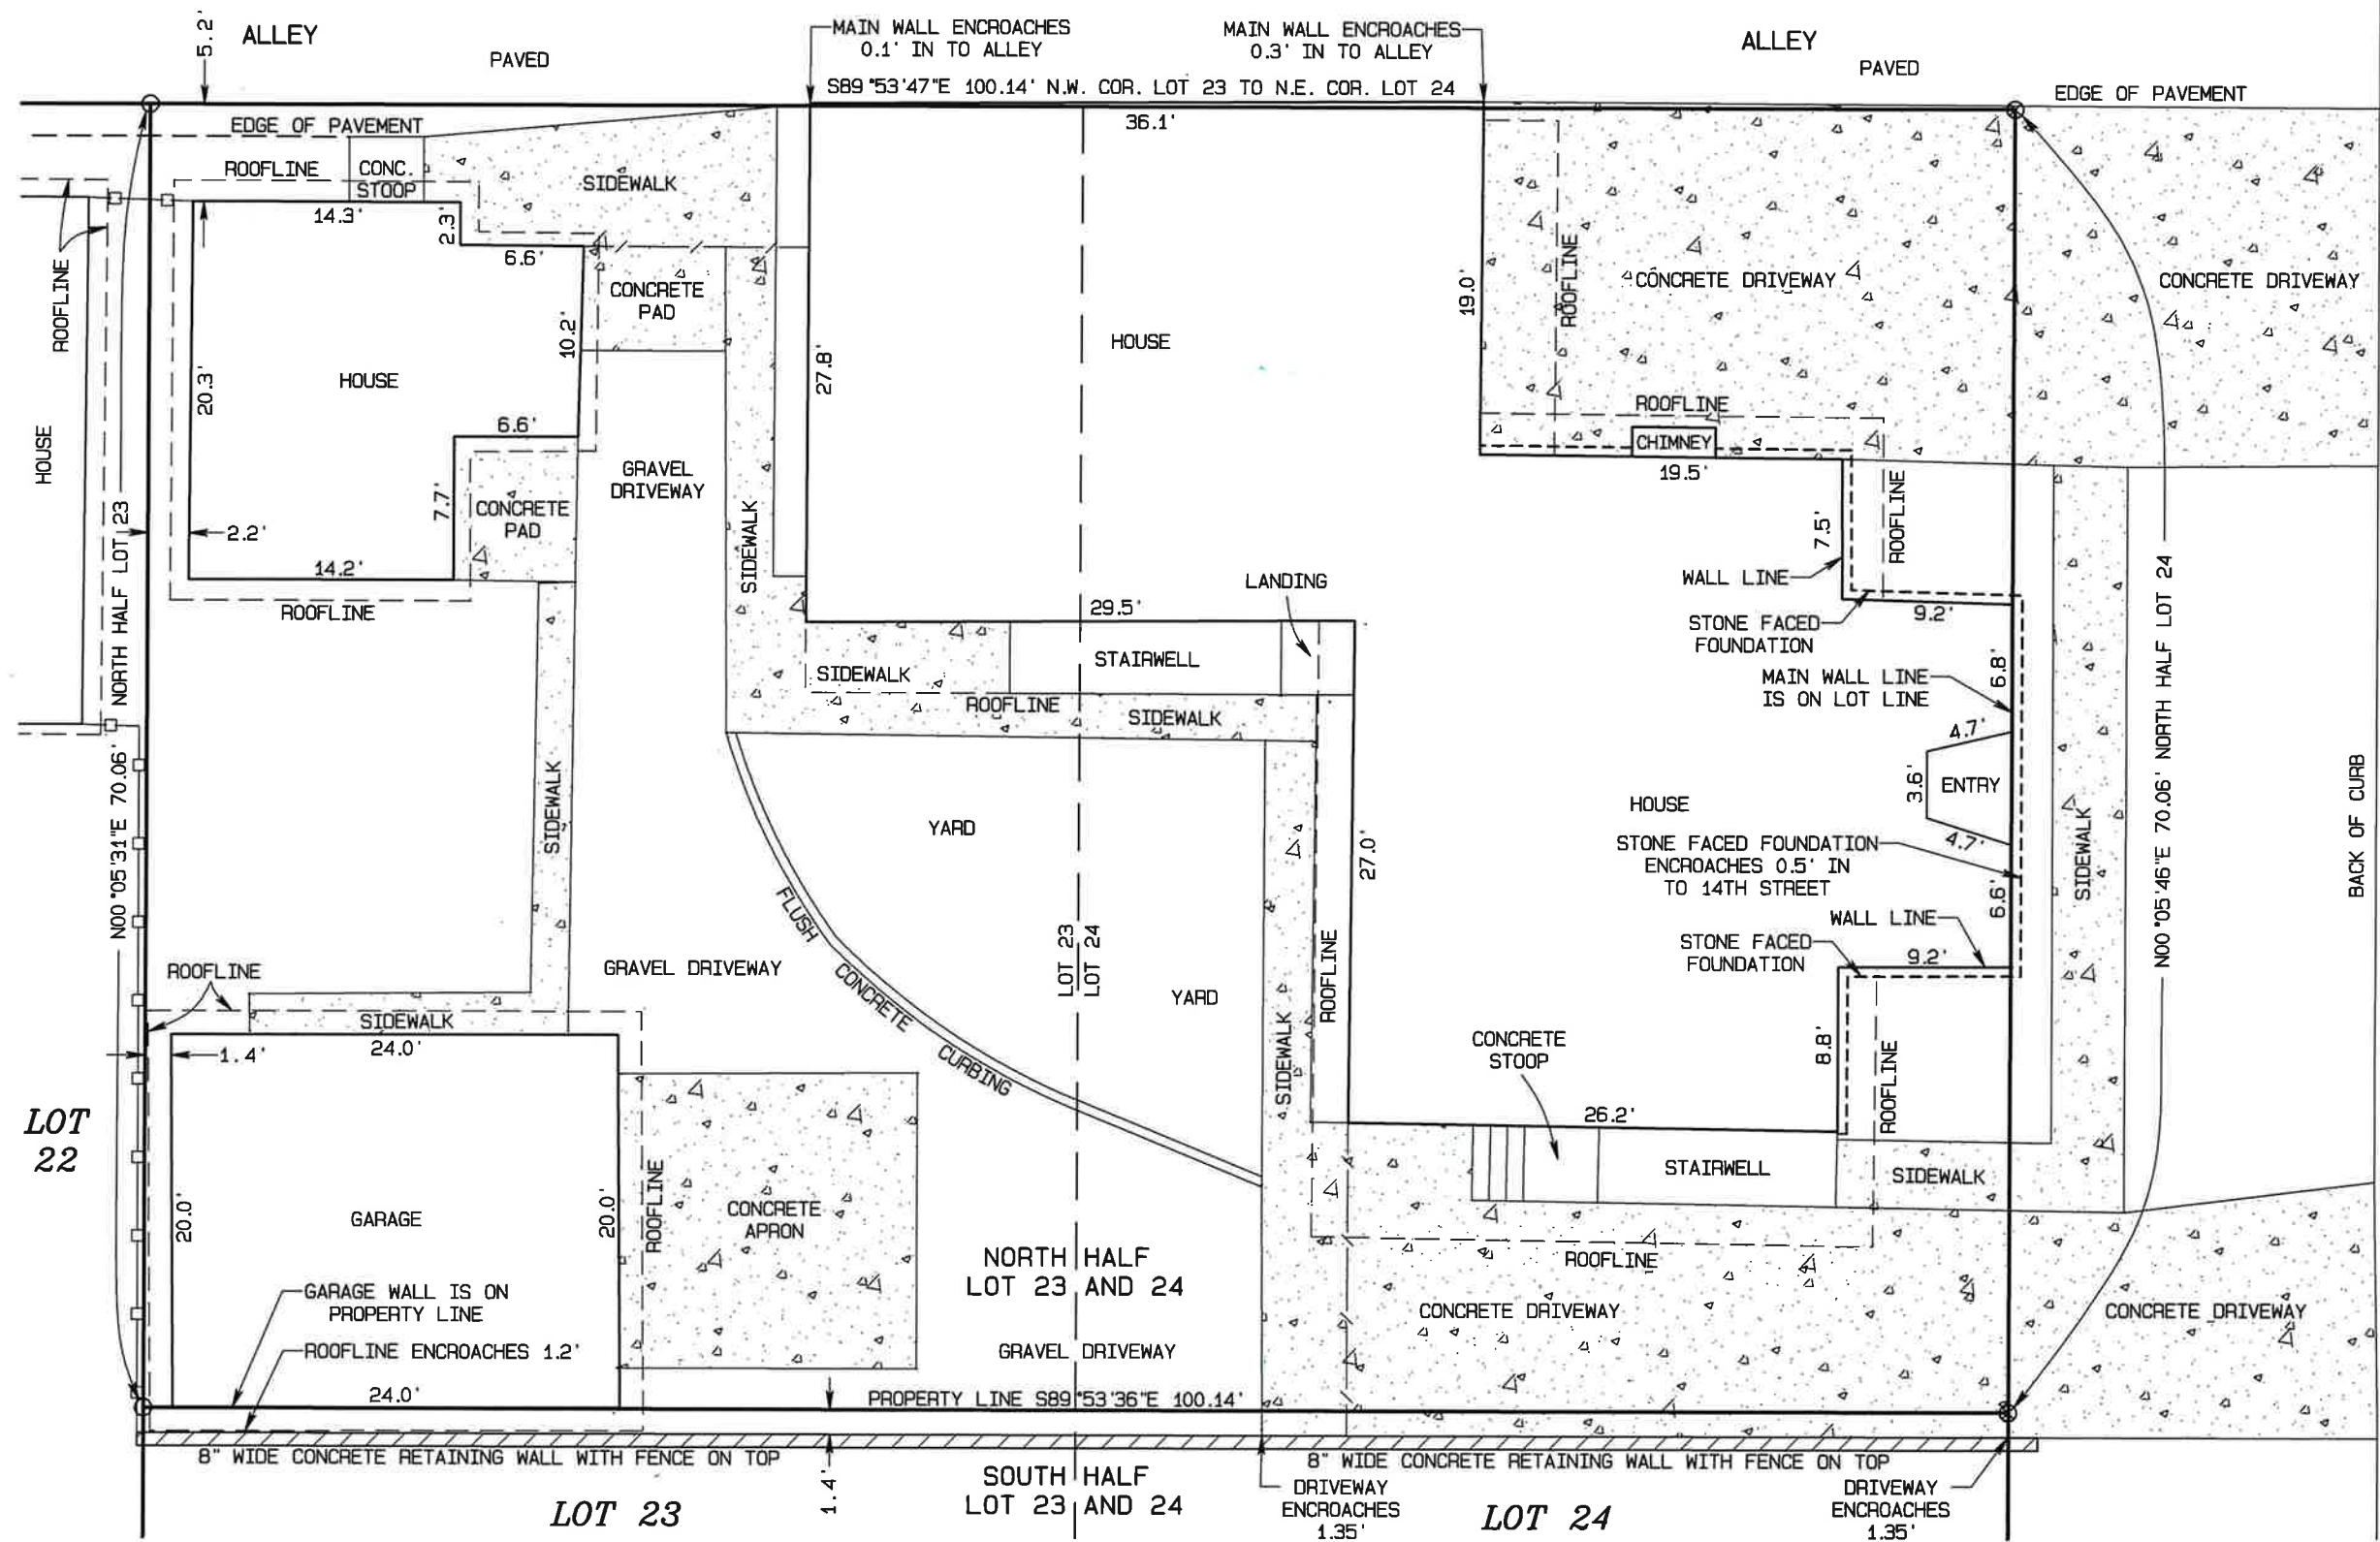 5.2'
ALLEY
PAVED
MAIN WALL ENCROACHES
0.1' IN TO ALLEY
MAIN WALL ENCROACHES
0.3' IN TO ALLEY
ALLEY
PAVED
S89°53'47"E 100.14' N.W. COR. LOT 23 TO N.E. COR. LOT 24
EDGE OF PAVEMENT
EDGE OF PAVEMENT
36.1'
ROOFLINE
CONC.
STOOP
SIDEWALK
14.3'
2.3'
6.6'
ROOFLINE
HOUSE
20.3'
HOUSE
10.2'
CONCRETE
PAD
27.8'
HOUSE
19.0'
ROOFLINE
CONCRETE DRIVEWAY
CONCRETE DRIVEWAY
6.6'
7.7'
CONCRETE
PAD
GRAVEL
DRIVEWAY
SIDEWALK
ROOFLINE
CHIMNEY
19.5'
ROOFLINE
7.5'
2.2'
14.2'
ROOFLINE
NORTH HALF LOT 23
N00°05'31"E 70.06'
29.5'
LANDING
WALL LINE
STONE FACED
FOUNDATION
9.2'
SIDEWALK
STAIRWELL
ROOFLINE
SIDEWALK
MAIN WALL LINE
IS ON LOT LINE
6.8'
4.7'
3.6'
ENTRY
4.7'
HOUSE
STONE FACED FOUNDATION
ENCROACHES 0.5' IN
TO 14TH STREET
6.6'
SIDEWALK
N00°05'46"E 70.06' NORTH HALF LOT 24
BACK OF CURB
SIDEWALK
YARD
27.0'
FLUSH
CONCRETE
CURBING
LOT 23
LOT 24
YARD
ROOFLINE
SIDEWALK
WALL LINE
STONE FACED
FOUNDATION
9.2'
8.8'
ROOFLINE
ROOFLINE
GRAVEL DRIVEWAY
SIDEWALK
24.0'
1.4'
CONCRETE
STOOP
26.2'
STAIRWELL
SIDEWALK
LOT
22
20.0'
GARAGE
20.0'
ROOFLINE
CONCRETE
APRON
NORTH HALF
LOT 23 AND 24
ROOFLINE
GARAGE WALL IS ON
PROPERTY LINE
ROOFLINE ENCROACHES 1.2'
GRAVEL DRIVEWAY
CONCRETE DRIVEWAY
CONCRETE DRIVEWAY
24.0'
PROPERTY LINE S89°53'36"E 100.14'
8" WIDE CONCRETE RETAINING WALL WITH FENCE ON TOP
8" WIDE CONCRETE RETAINING WALL WITH FENCE ON TOP
1.4'
SOUTH HALF
LOT 23 AND 24
DRIVEWAY
ENCROACHES
1.35'
DRIVEWAY
ENCROACHES
1.35'
LOT 23
LOT 24